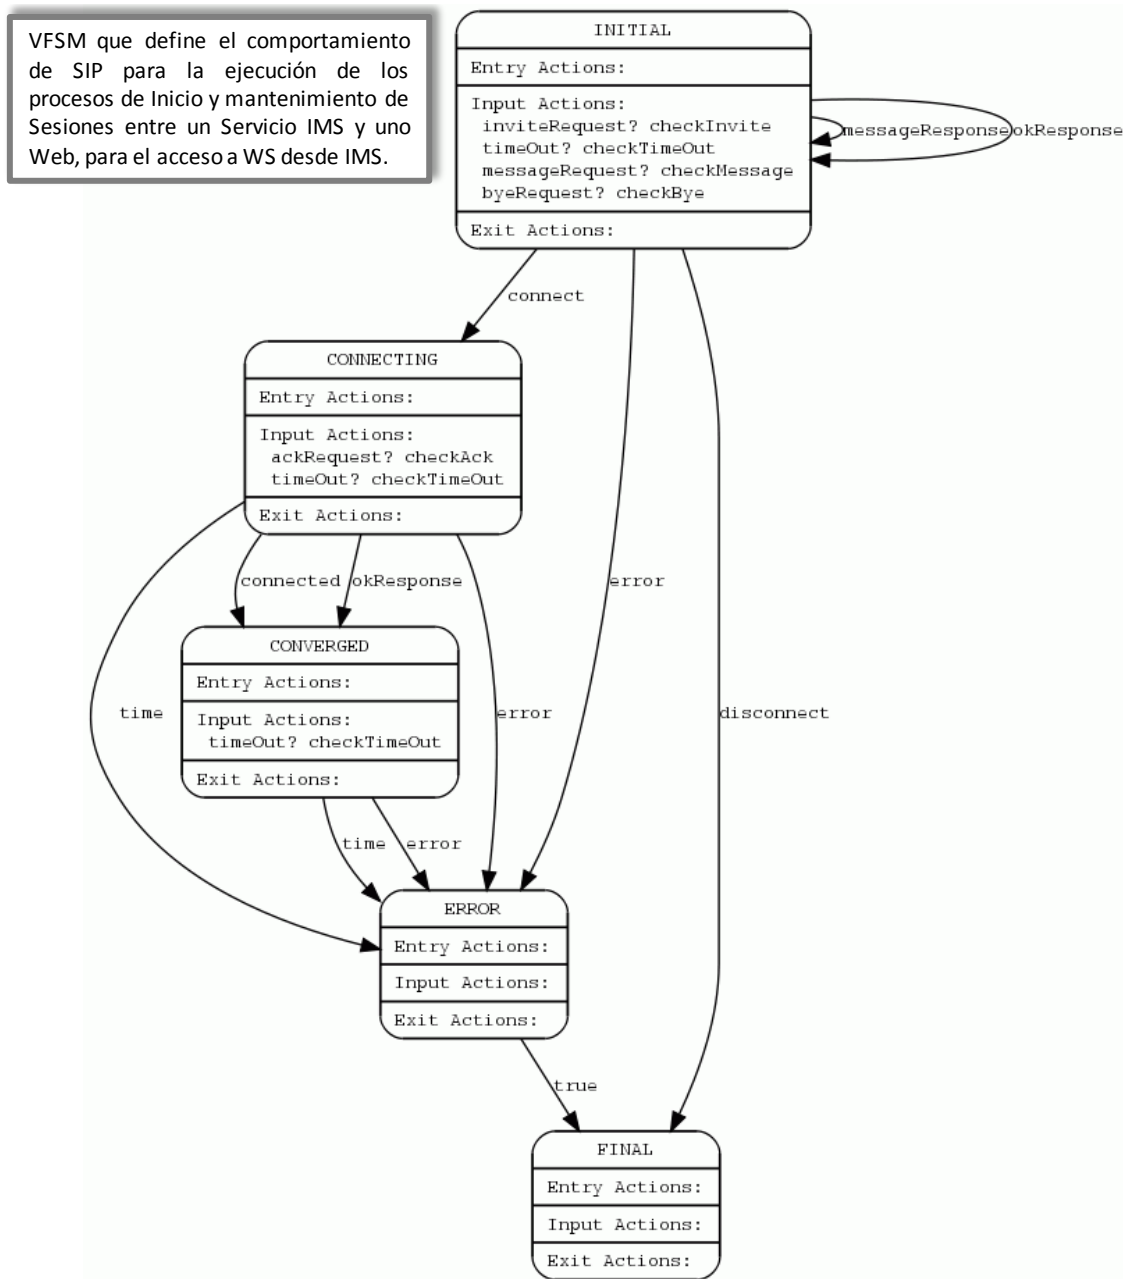 VFSM que define el comportamiento
de SIP para la ejecución de los
procesos de Inicio y mantenimiento de
Sesiones entre un Servicio IMS y uno
Web, para el acceso a WS desde IMS.
INITIAL
Entry Actions:
Input Actions:
inviteRequest? checkInvite
timeOut? checkTimeOut
messageRequest? checkMessage
byeRequest? checkBye
Exit Actions:
messageResponse
okResponse
connect
CONNECTING
Entry Actions:
Input Actions:
ackRequest? checkAck
timeOut? checkTimeOut
Exit Actions:
connected
okResponse
error
CONVERGED
Entry Actions:
Input Actions:
timeOut? checkTimeOut
Exit Actions:
time
error
disconnect
time
error
ERROR
Entry Actions:
Input Actions:
Exit Actions:
true
FINAL
Entry Actions:
Input Actions:
Exit Actions: